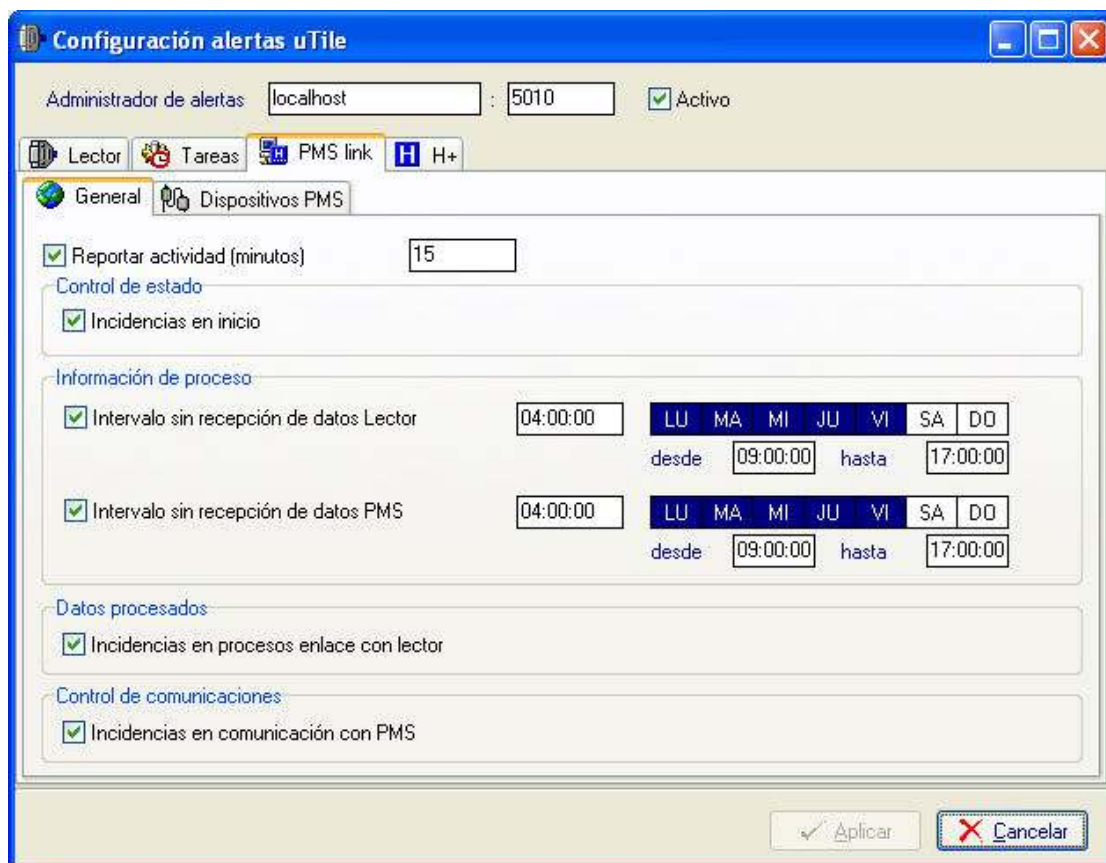 Configuración alertas uTile
Administrador de alertas localhost : 5010 Activo
Lector Tareas PMS link H H+
General Dispositivos PMS
Reportar actividad (minutos) 15
Control de estado
Incidencias en inicio
Información de proceso
Intervalo sin recepción de datos Lector 04:00:00 LU MA MI JU VI SA DO
desde 09:00:00 hasta 17:00:00
Intervalo sin recepción de datos PMS 04:00:00 LU MA MI JU VI SA DO
desde 09:00:00 hasta 17:00:00
Datos procesados
Incidencias en procesos enlace con lector
Control de comunicaciones
Incidencias en comunicación con PMS
Aplicar Cancelar